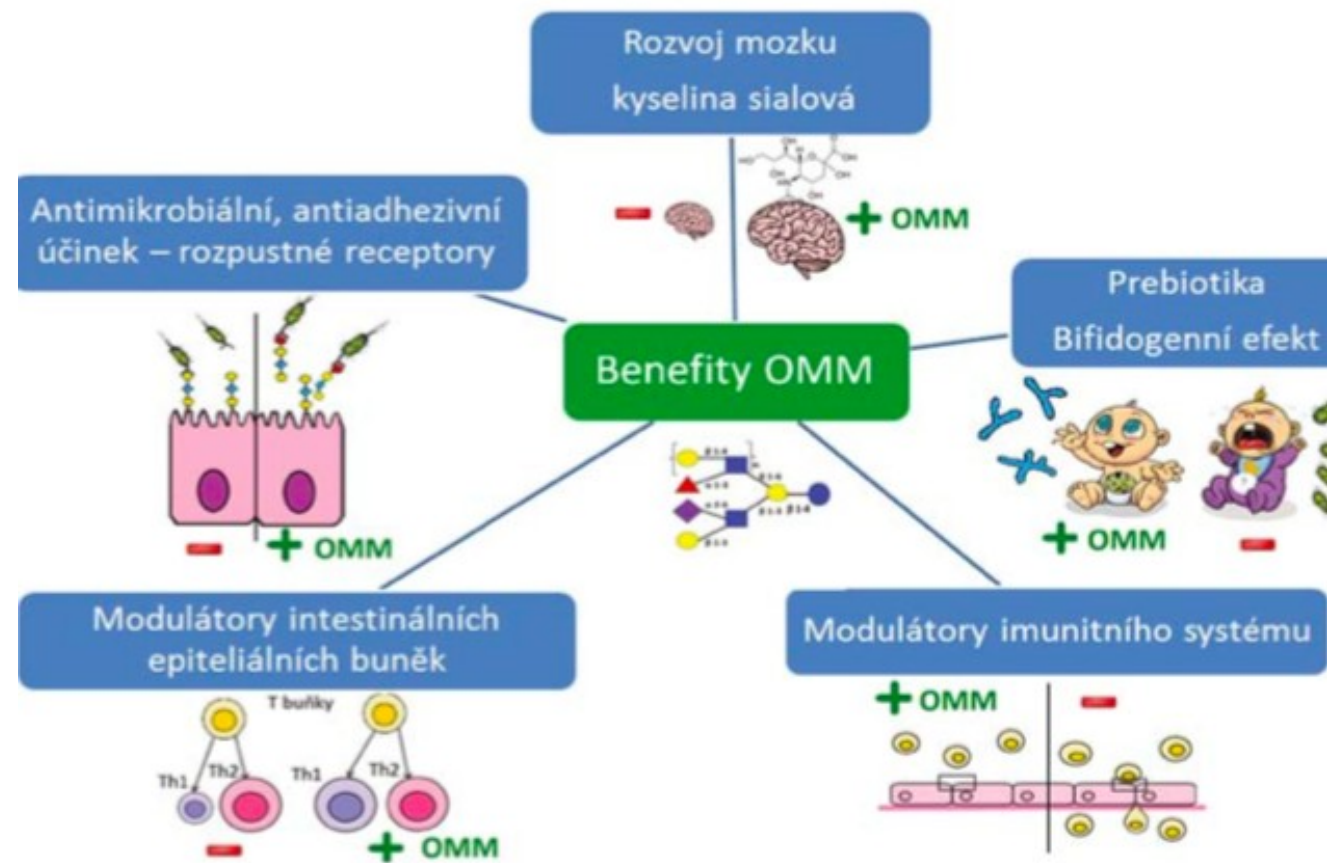 Rozvoj mozku
kyselina sialová
Antimikrobiální, antiadhezivní
účinek – rozpustné receptory
OMM
Prebiotika
Bifidogenní efekt
Benefity OMM
OMM
OMM
Modulátory intestinálních
epiteliálních buněk
Modulátory imunitního systému
T buňky
Th1
Th2
Th1
Th2
OMM
OMM